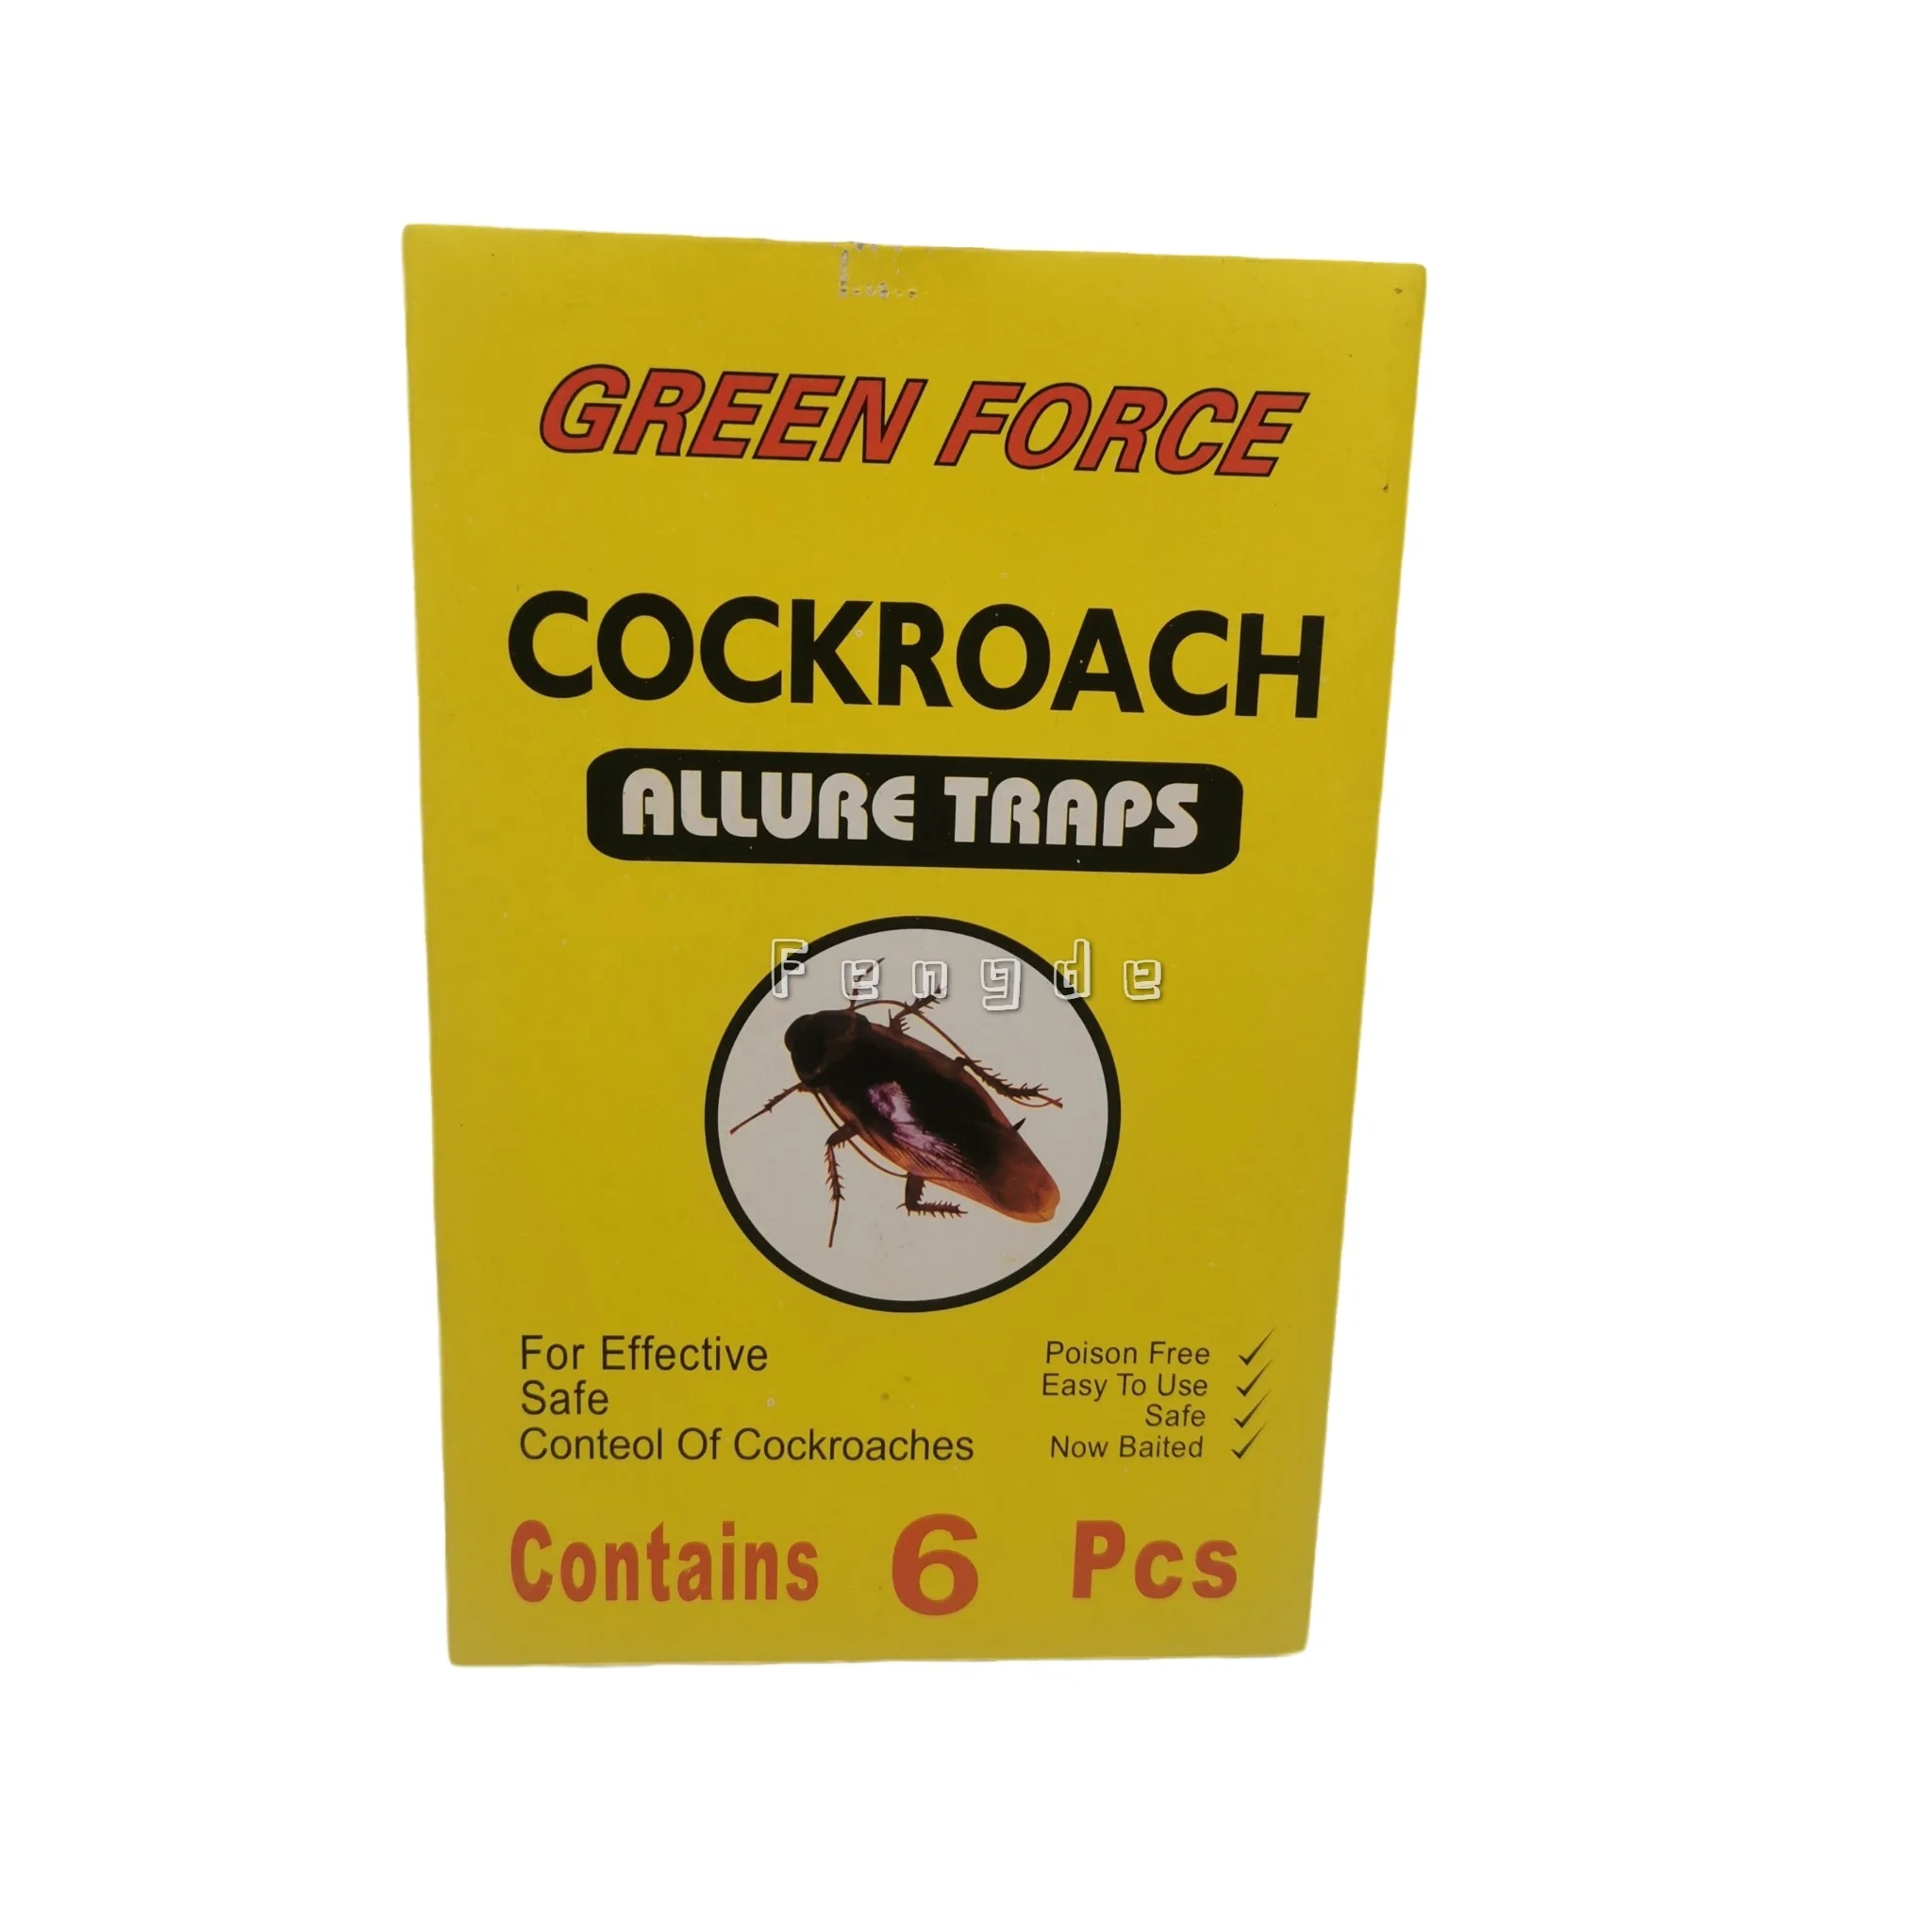 GREEN FORCE
COCKROACH
ALLURE TRAPS
Fengde
For Effective
Safe
Conteol Of Cockroaches
Poison Free
Easy To Use
Safe
Now Baited
Contains 6 Pcs